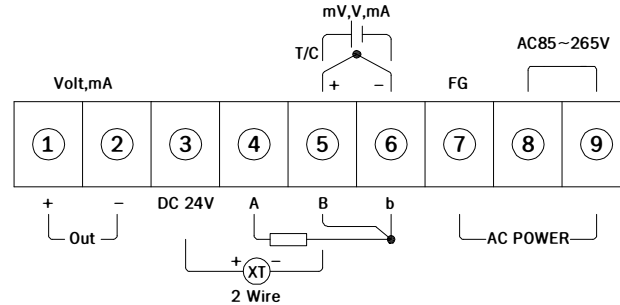 mV,V,mA
T/C
AC85~265V
Volt,mA
+ −
FG
① ② ③ ④ ⑤ ⑥ ⑦ ⑧ ⑨
+ − DC 24V A B b
Out
AC POWER
+ XT −
2 Wire